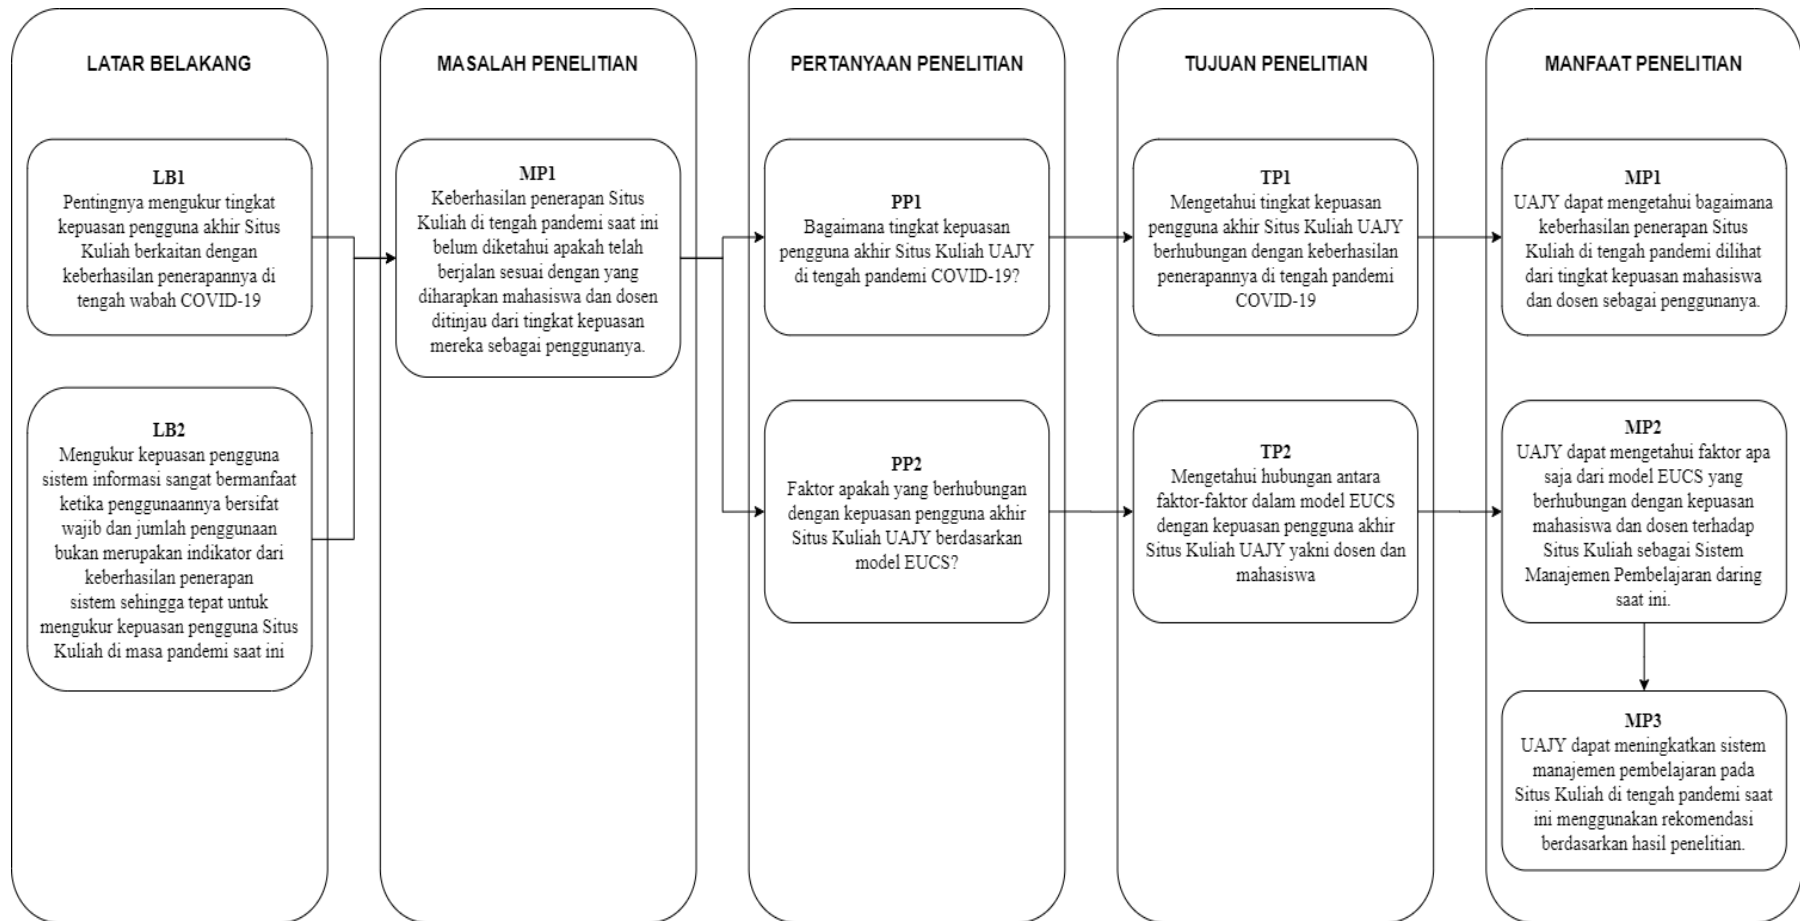 LATAR BELAKANG
LB1
Pentingnya mengukur tingkat
kepuasan pengguna akhir Situs
Kuliah berkaitan dengan
keberhasilan penerapannya di
tengah wabah COVID-19
LB2
Mengukur kepuasan pengguna
sistem informasi sangat bermanfaat
ketika penggunaannya bersifat
wajib dan jumlah penggunaan
bukan merupakan indikator dari
keberhasilan penerapan
sistem sehingga tepat untuk
mengukur kepuasan pengguna Situs
Kuliah di masa pandemi saat ini
MASALAH PENELITIAN
MP1
Keberhasilan penerapan Situs
Kuliah di tengah pandemi saat ini
belum diketahui apakah telah
berjalan sesuai dengan yang
diharapkan mahasiswa dan dosen
ditinjau dari tingkat kepuasan
mereka sebagai penggunanya.
PERTANYAAN PENELITIAN
PP1
Bagaimana tingkat kepuasan
pengguna akhir Situs Kuliah UAJY
di tengah pandemi COVID-19?
PP2
Faktor apakah yang berhubungan
dengan kepuasan pengguna akhir
Situs Kuliah UAJY berdasarkan
model EUCS?
TUJUAN PENELITIAN
TP1
Mengetahui tingkat kepuasan
pengguna akhir Situs Kuliah UAJY
berhubungan dengan keberhasilan
penerapannya di tengah pandemi
COVID-19
TP2
Mengetahui hubungan antara
faktor-faktor dalam model EUCS
dengan kepuasan pengguna akhir
Situs Kuliah UAJY yakni dosen dan
mahasiswa
MANFAAT PENELITIAN
MP1
UAJY dapat mengetahui bagaimana
keberhasilan penerapan Situs
Kuliah di tengah pandemi dilihat
dari tingkat kepuasan mahasiswa
dan dosen sebagai penggunanya.
MP2
UAJY dapat mengetahui faktor apa
saja dari model EUCS yang
berhubungan dengan kepuasan
mahasiswa dan dosen terhadap
Situs Kuliah sebagai Sistem
Manajemen Pembelajaran daring
saat ini.
MP3
UAJY dapat meningkatkan sistem
manajemen pembelajaran pada
Situs Kuliah di tengah pandemi saat
ini menggunakan rekomendasi
berdasarkan hasil penelitian.